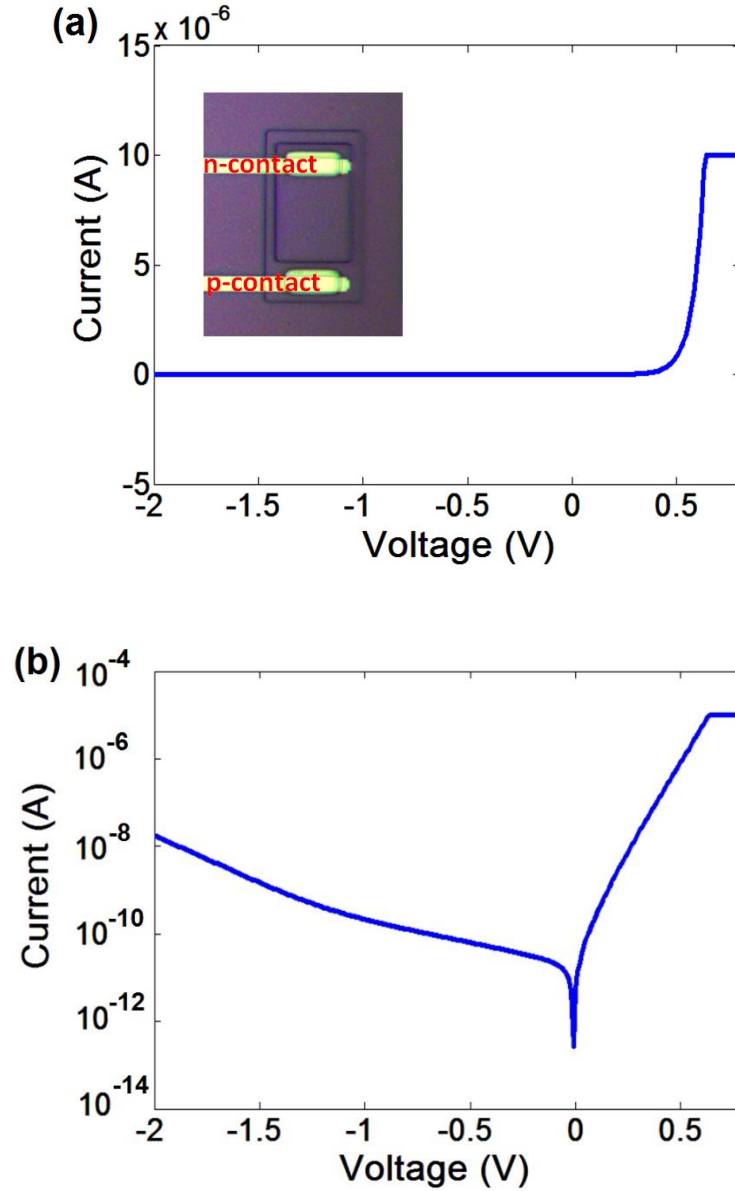 (a)
15 x 10^-6
10
5
0
-5
Current (A)
n-contact
p-contact
-2 -1.5 -1 -0.5 0 0.5
Voltage (V)
(b)
10^-4
10^-6
10^-8
10^-10
10^-12
10^-14
Current (A)
-2 -1.5 -1 -0.5 0 0.5
Voltage (V)